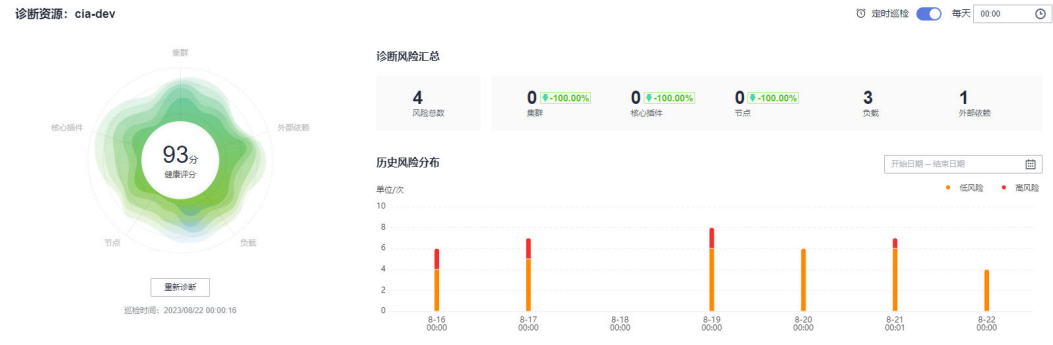 诊断资源：cia-dev
定时巡检 每天 00:00
集群
核心插件
外部依赖
93分
健康评分
节点
负载
重新诊断
巡检时间：2023/08/22 00:00:16
诊断风险汇总
4 0 -100.00% 0 -100.00% 0 -100.00% 3 1
风险总数 集群 核心插件 节点 负载 外部依赖
历史风险分布
开始日期 – 结束日期
单位/次
低风险 高风险
10
8
6
4
2
0
8-16 8-17 8-18 8-19 8-20 8-21 8-22
00:00 00:00 00:00 00:00 00:00 00:01 00:00